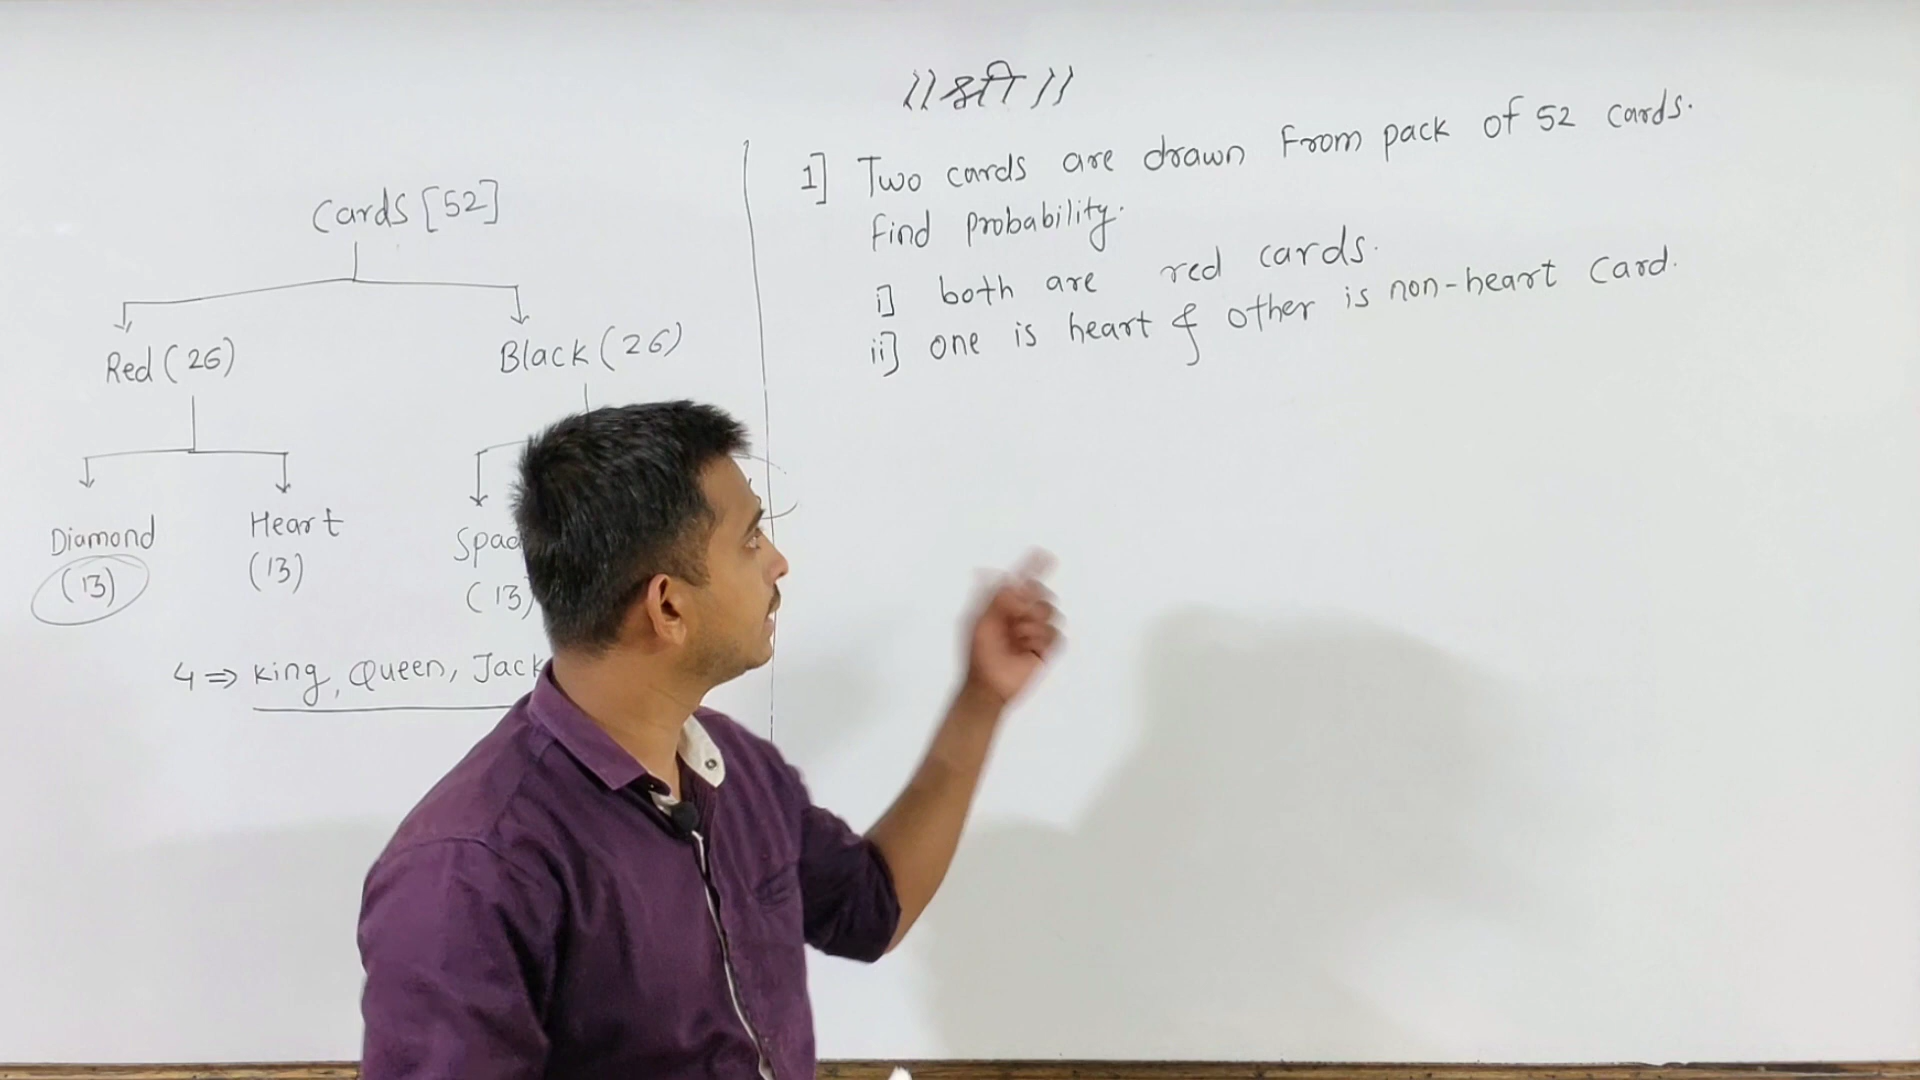 ॥ श्री ॥
Cards [52]
Red (26)
Black (26)
Diamond
(13)
Heart
(13)
(13)
4 ⇒ King, Queen, Jack
1] Two cards are drawn From pack of 52 cards.
Find probability.
i] both are red cards.
ii] one is heart & other is non-heart card.